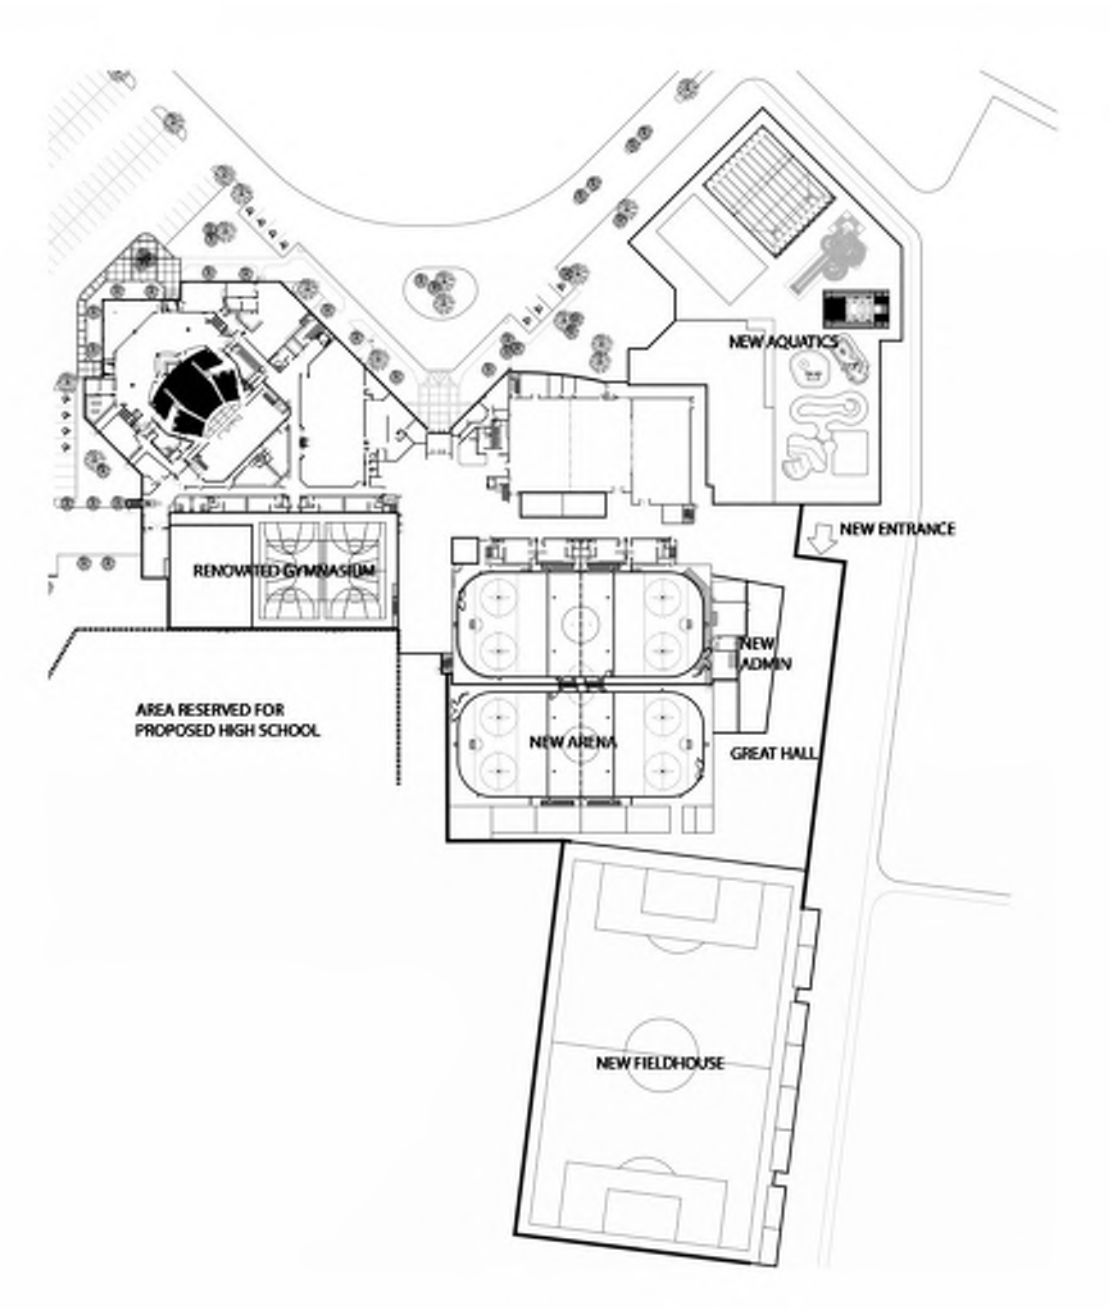 NEW AQUATICS
NEW ENTRANCE
RENOVATED GYMNASIUM
NEW
ADMIN
AREA RESERVED FOR
PROPOSED HIGH SCHOOL
NEW ARENA
GREAT HALL
NEW FIELDHOUSE